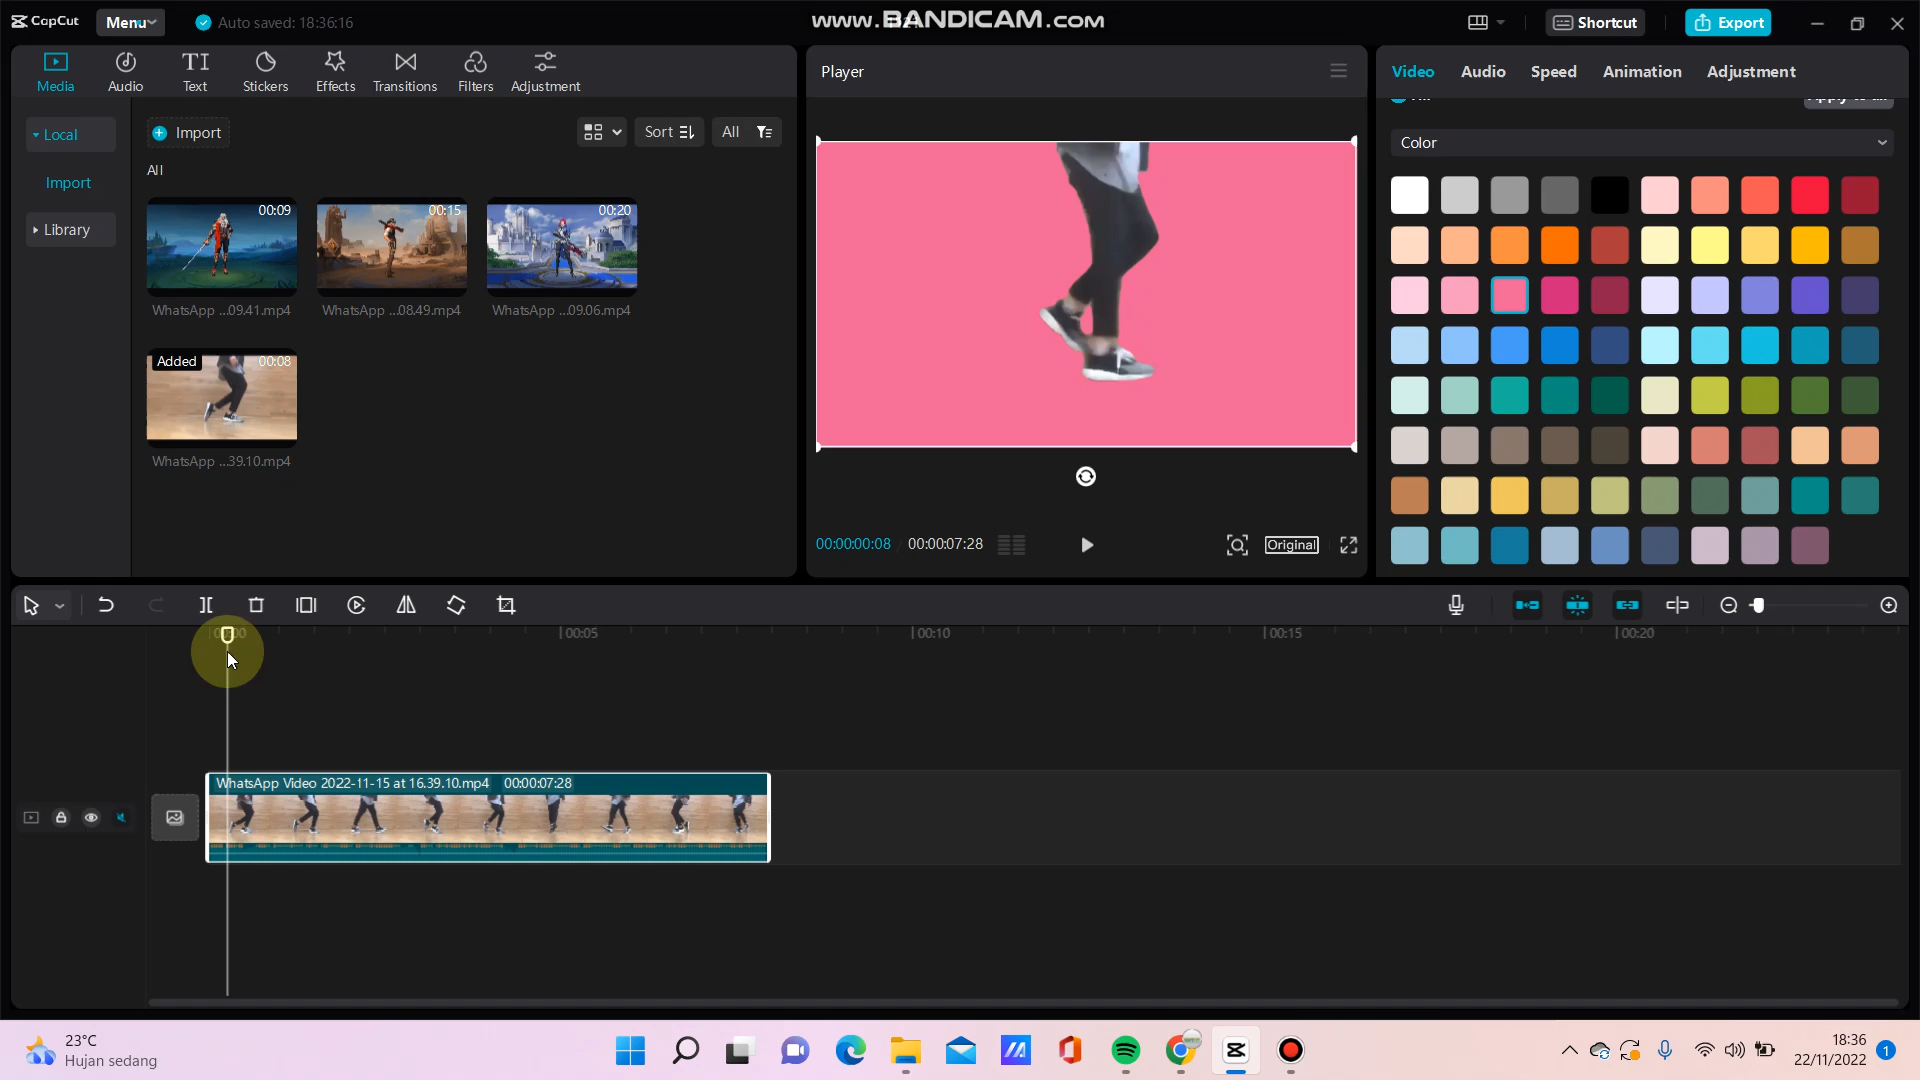 CapCut
Menu
Auto saved: 18:36:16
www.BANDICAM.com
Shortcut
Export
Media
Audio
Text
Stickers
Effects
Transitions
Filters
Adjustment
Local
Import
Library
Import
Sort
All
All
00:09
WhatsApp ...09.41.mp4
00:15
WhatsApp ...08.49.mp4
00:20
WhatsApp ...09.06.mp4
Added
00:08
WhatsApp ...39.10.mp4
Player
00:00:00:08
00:00:07:28
Original
Video
Audio
Speed
Animation
Adjustment
Color
00:00
00:05
00:10
00:15
00:20
WhatsApp Video 2022-11-15 at 16.39.10.mp4 00:00:07:28
23°C
Hujan sedang
18:36
22/11/2022
1